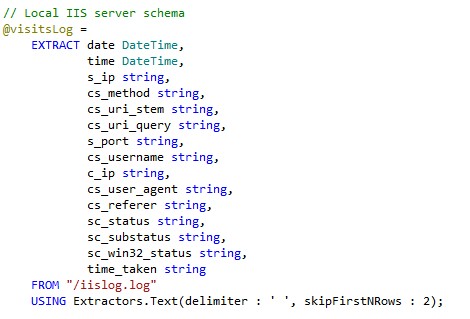 // Local IIS server schema
@visitsLog =
    EXTRACT date DateTime,
            time DateTime,
            s_ip string,
            cs_method string,
            cs_uri_stem string,
            cs_uri_query string,
            s_port string,
            cs_username string,
            c_ip string,
            cs_user_agent string,
            cs_referer string,
            sc_status string,
            sc_substatus string,
            sc_win32_status string,
            time_taken string
    FROM "/iislog.log"
    USING Extractors.Text(delimiter : ' ', skipFirstNRows : 2);